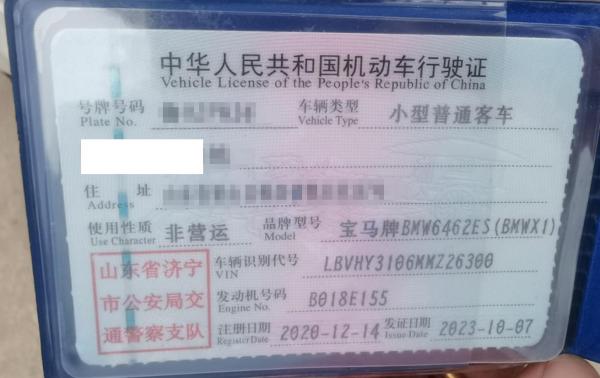 中华人民共和国机动车行驶证
Vehicle License of the People's Republic of China
号牌号码 车辆类型 小型普通客车
Plate No. Vehicle Type
住 址
Address
使用性质 非营运 品牌型号 宝马牌BMW6462ES(BMWX1)
Use Character Model
山东省济宁
市公安局交
通警察支队
车辆识别代号 LBVHY3106MMZ26300
VIN
发动机号码 B018E155
Engine No.
注册日期 2020-12-14 发证日期 2023-10-07
Register Date Issue Date